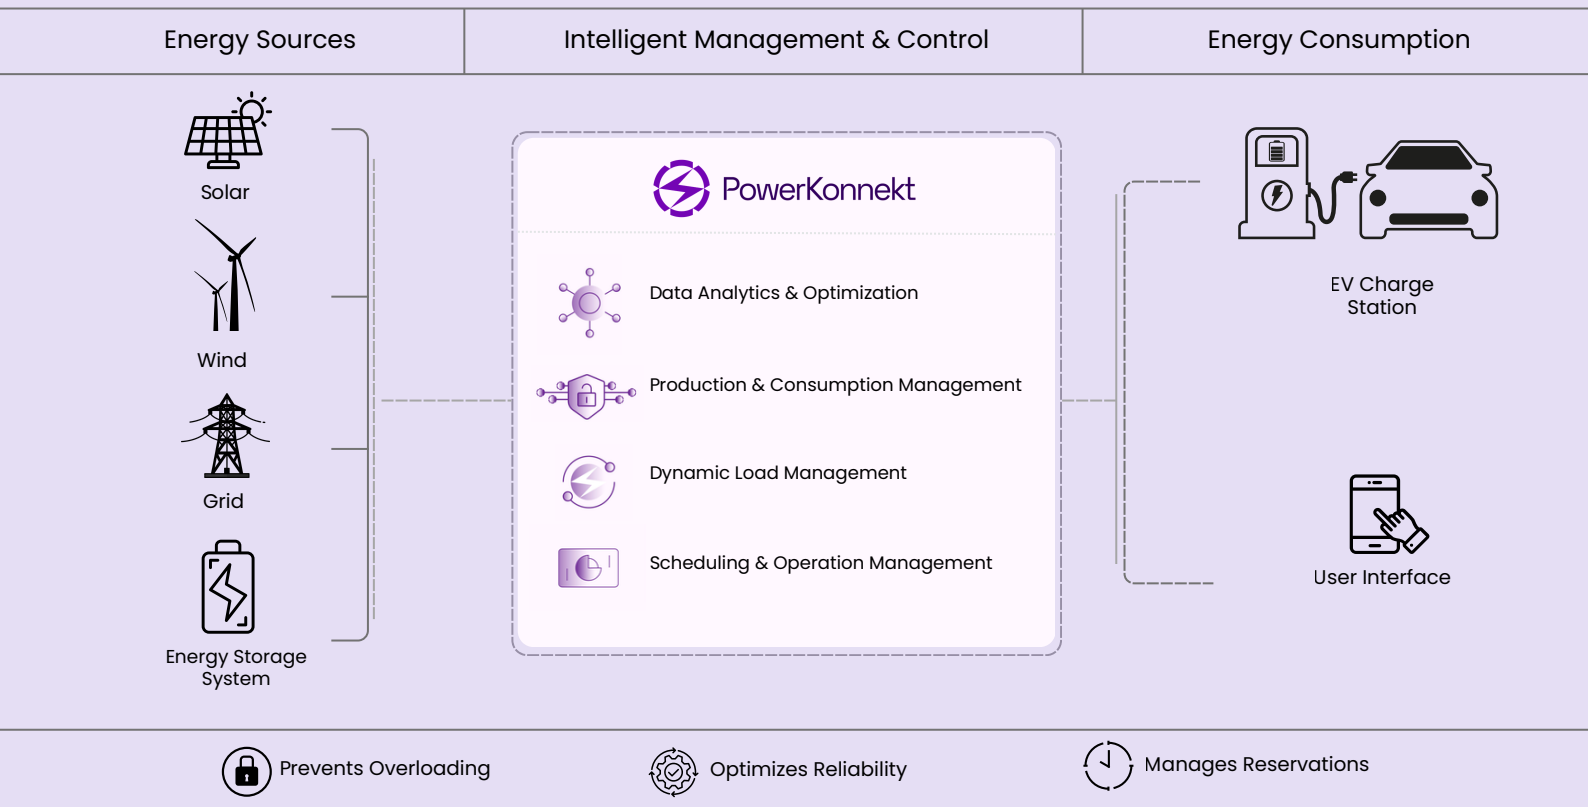 Energy Sources
Intelligent Management & Control
Energy Consumption
Solar
Wind
Grid
Energy Storage
System
PowerKonnekt
Data Analytics & Optimization
Production & Consumption Management
Dynamic Load Management
Scheduling & Operation Management
EV Charge
Station
User Interface
Prevents Overloading
Optimizes Reliability
Manages Reservations